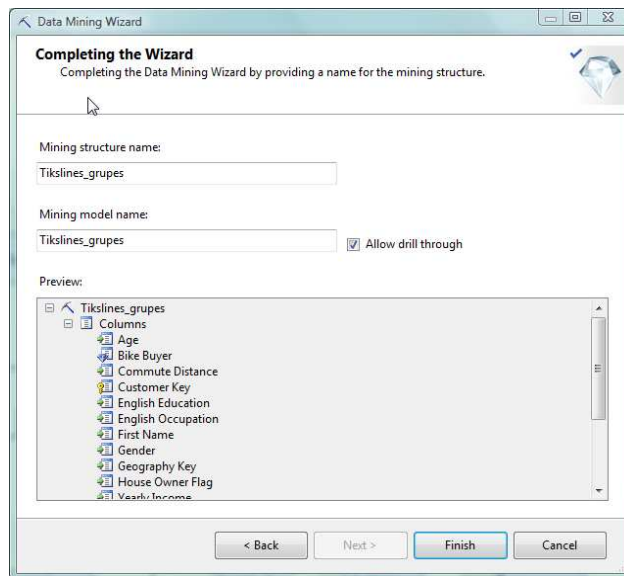 Data Mining Wizard
Completing the Wizard
Completing the Data Mining Wizard by providing a name for the mining structure.
Mining structure name:
Tikslines_grupes
Mining model name:
Tikslines_grupes
Allow drill through
Preview:
Tikslines_grupes
Columns
Age
Bike Buyer
Commute Distance
Customer Key
English Education
English Occupation
First Name
Gender
Geography Key
House Owner Flag
Yearly Income
< Back Next > Finish Cancel